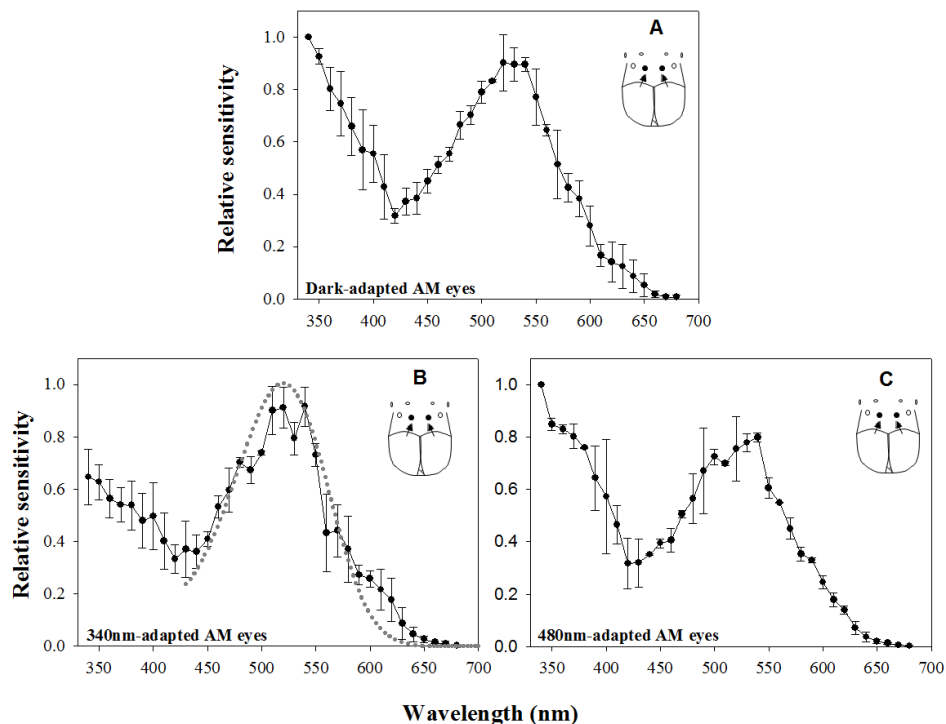 A
Relative sensitivity
1.0
0.8
0.6
0.4
0.2
0.0
Dark-adapted AM eyes
350 400 450 500 550 600 650 700
B
Relative sensitivity
1.0
0.8
0.6
0.4
0.2
0.0
340nm-adapted AM eyes
350 400 450 500 550 600 650 700
C
1.0
0.8
0.6
0.4
0.2
0.0
480nm-adapted AM eyes
350 400 450 500 550 600 650 700
Wavelength (nm)